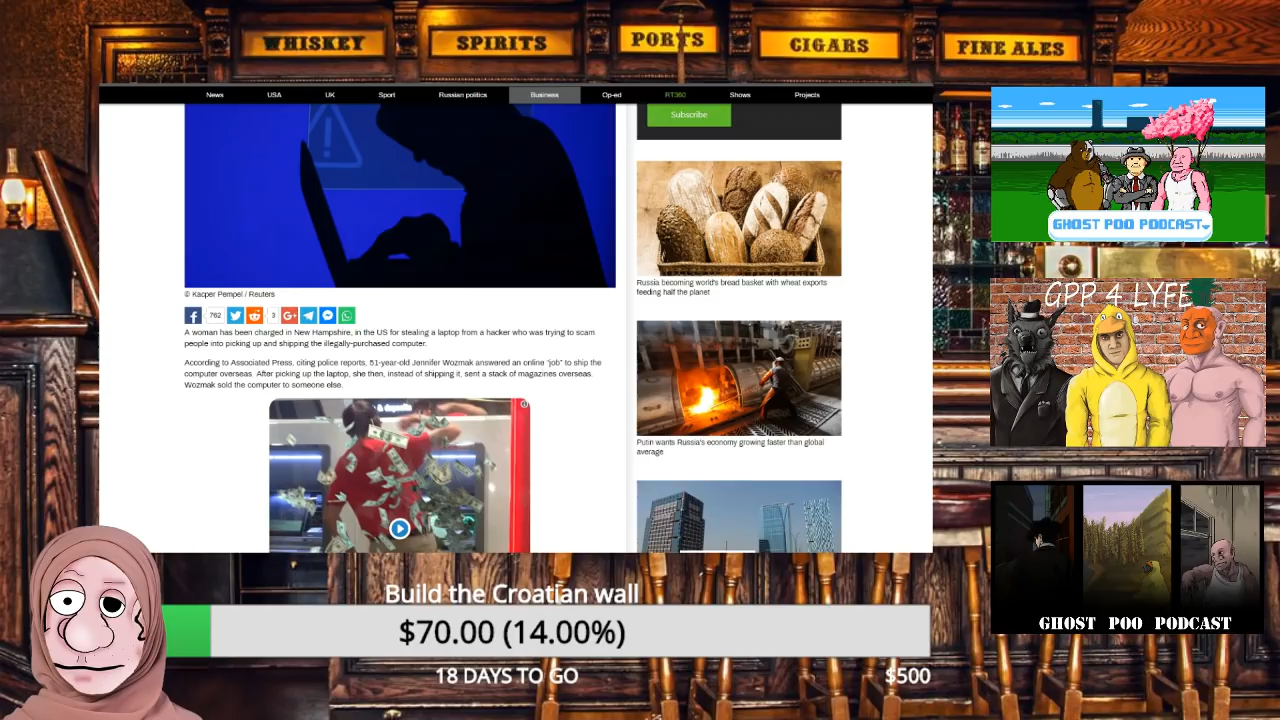 WHISKEY
SPIRITS
PORTS
CIGARS
FINE ALES
News USA UK Sport Russian politics Business Op-ed RT360 Shows Projects
Subscribe
© Kacper Pempel / Reuters
762
3
A woman has been charged in New Hampshire, in the US for stealing a laptop from a hacker who was trying to scam
people into picking up and shipping the illegally-purchased computer.
According to Associated Press, citing police reports, 51-year-old Jennifer Wozmak answered an online "job" to ship the
computer overseas. After picking up the laptop, she then, instead of shipping it, sent a stack of magazines overseas.
Wozmak sold the computer to someone else.
Russia becoming world's bread basket with wheat exports
feeding half the planet
Putin wants Russia's economy growing faster than global
average
GHOST POO PODCAST
GPP 4 LYFE
GHOST POO PODCAST
Build the Croatian wall
$70.00 (14.00%)
18 DAYS TO GO
$500